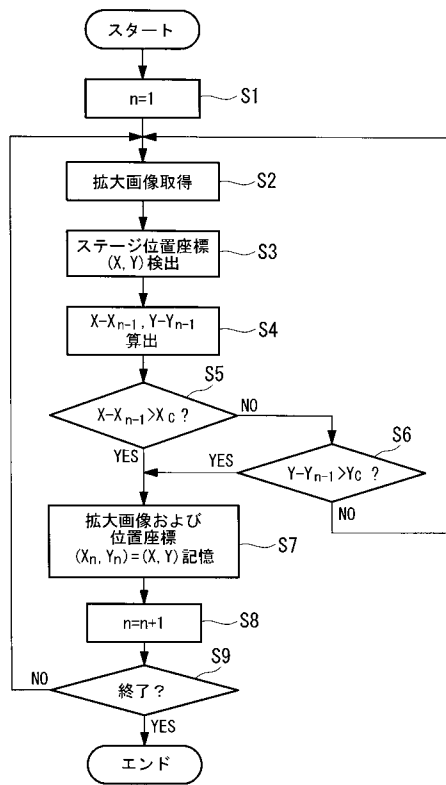 スタート
n=1
S1
拡大画像取得
S2
ステージ位置座標
(X, Y)検出
S3
X−Xn-1, Y−Yn-1
算出
S4
S5
X−Xn-1>XC?
NO
YES
S6
Y−Yn-1>YC ?
YES
NO
拡大画像および
位置座標
(Xn, Yn)=(X, Y)記憶
S7
n=n+1
S8
S9
終了?
NO
YES
エンド